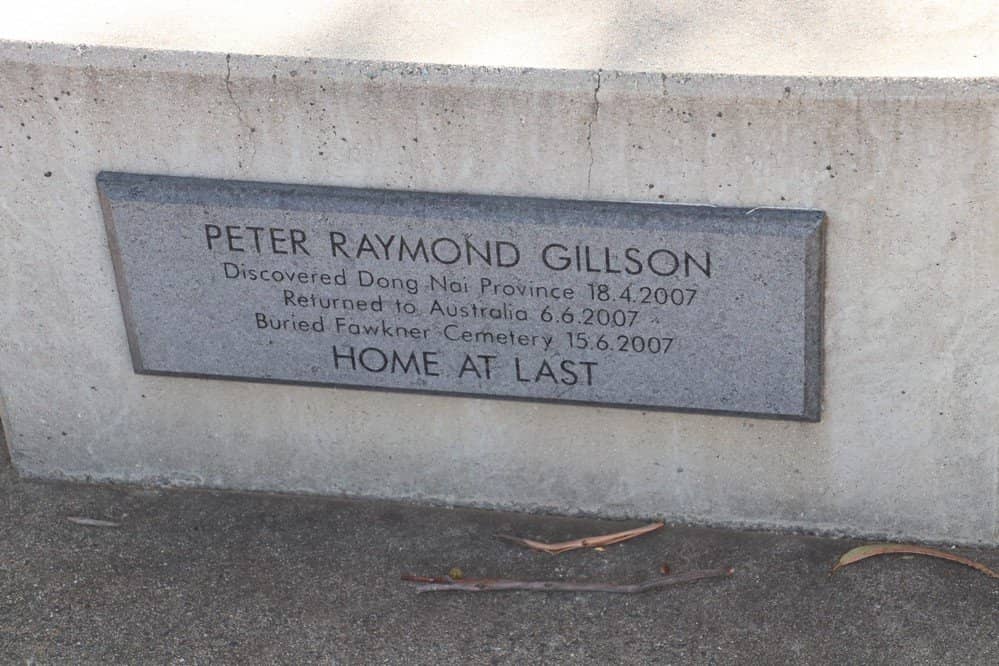 PETER RAYMOND GILLSON
Discovered Dong Nai Province 18.4.2007
Returned to Australia 6.6.2007
Buried Fawkner Cemetery 15.6.2007
HOME AT LAST